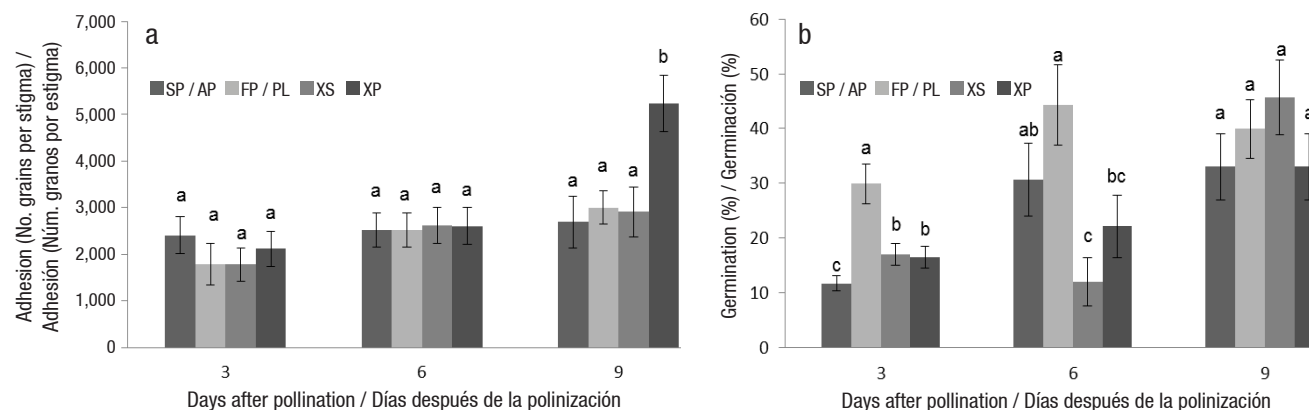 Adhesion (No. grains per stigma) /
Adhesión (Núm. granos por estigma)
7,000
6,000
5,000
4,000
3,000
2,000
1,000
0
a
SP / AP FP / PL XS XP
a a a a
a a a a
a a a b
3 6 9
Days after pollination / Días después de la polinización
Germination (%) / Germinación (%)
60
50
40
30
20
10
0
b
SP / AP FP / PL XS XP
c a b b
ab a c bc
a a a a
3 6 9
Days after pollination / Días después de la polinización